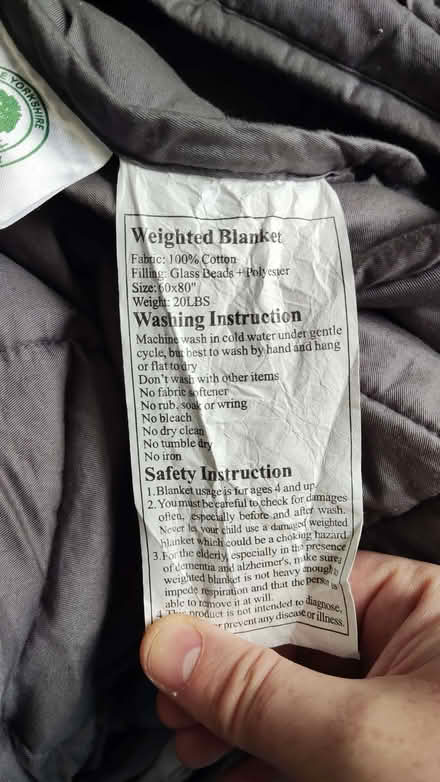 E YORKSHIRE
Weighted Blanket
Fabric: 100% Cotton
Filling: Glass Beads + Polyester
Size: 60x80"
Weight: 20LBS
Washing Instruction
Machine wash in cold water under gentle
cycle, but best to wash by hand and hang
or flat to dry
Don't wash with other items
No fabric softener
No rub, soak or wring
No bleach
No dry clean
No tumble dry
No iron
Safety Instruction
1.Blanket usage is for ages 4 and up.
2.You must be careful to check for damages
often, especially before and after wash.
Never let your child use a damaged weighted
blanket which could be a choking hazard.
3.For the elderly, especially in the presence
of dementia and alzheimer's, make sure
weighted blanket is not heavy enough
impede respiration and that the person is
able to remove it at will.
4.This product is not intended to diagnose,
r prevent any disease or illness.